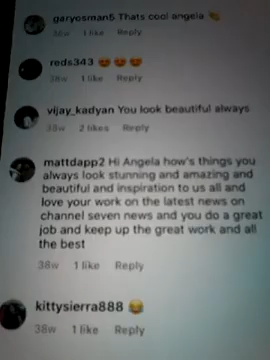 garyosman5 Thats cool angela 👏
38w 1 like Reply
reds343 😍😍😍
38w 1 like Reply
vijay_kadyan You look beautiful always
38w 2 likes Reply
mattdapp2 Hi Angela how's things you
always look stunning and amazing and
beautiful and inspiration to us all and
love your work on the latest news on
channel seven news and you do a great
job and keep up the great work and all
the best
38w 1 like Reply
kittysierra888 😂
38w 1 like Reply